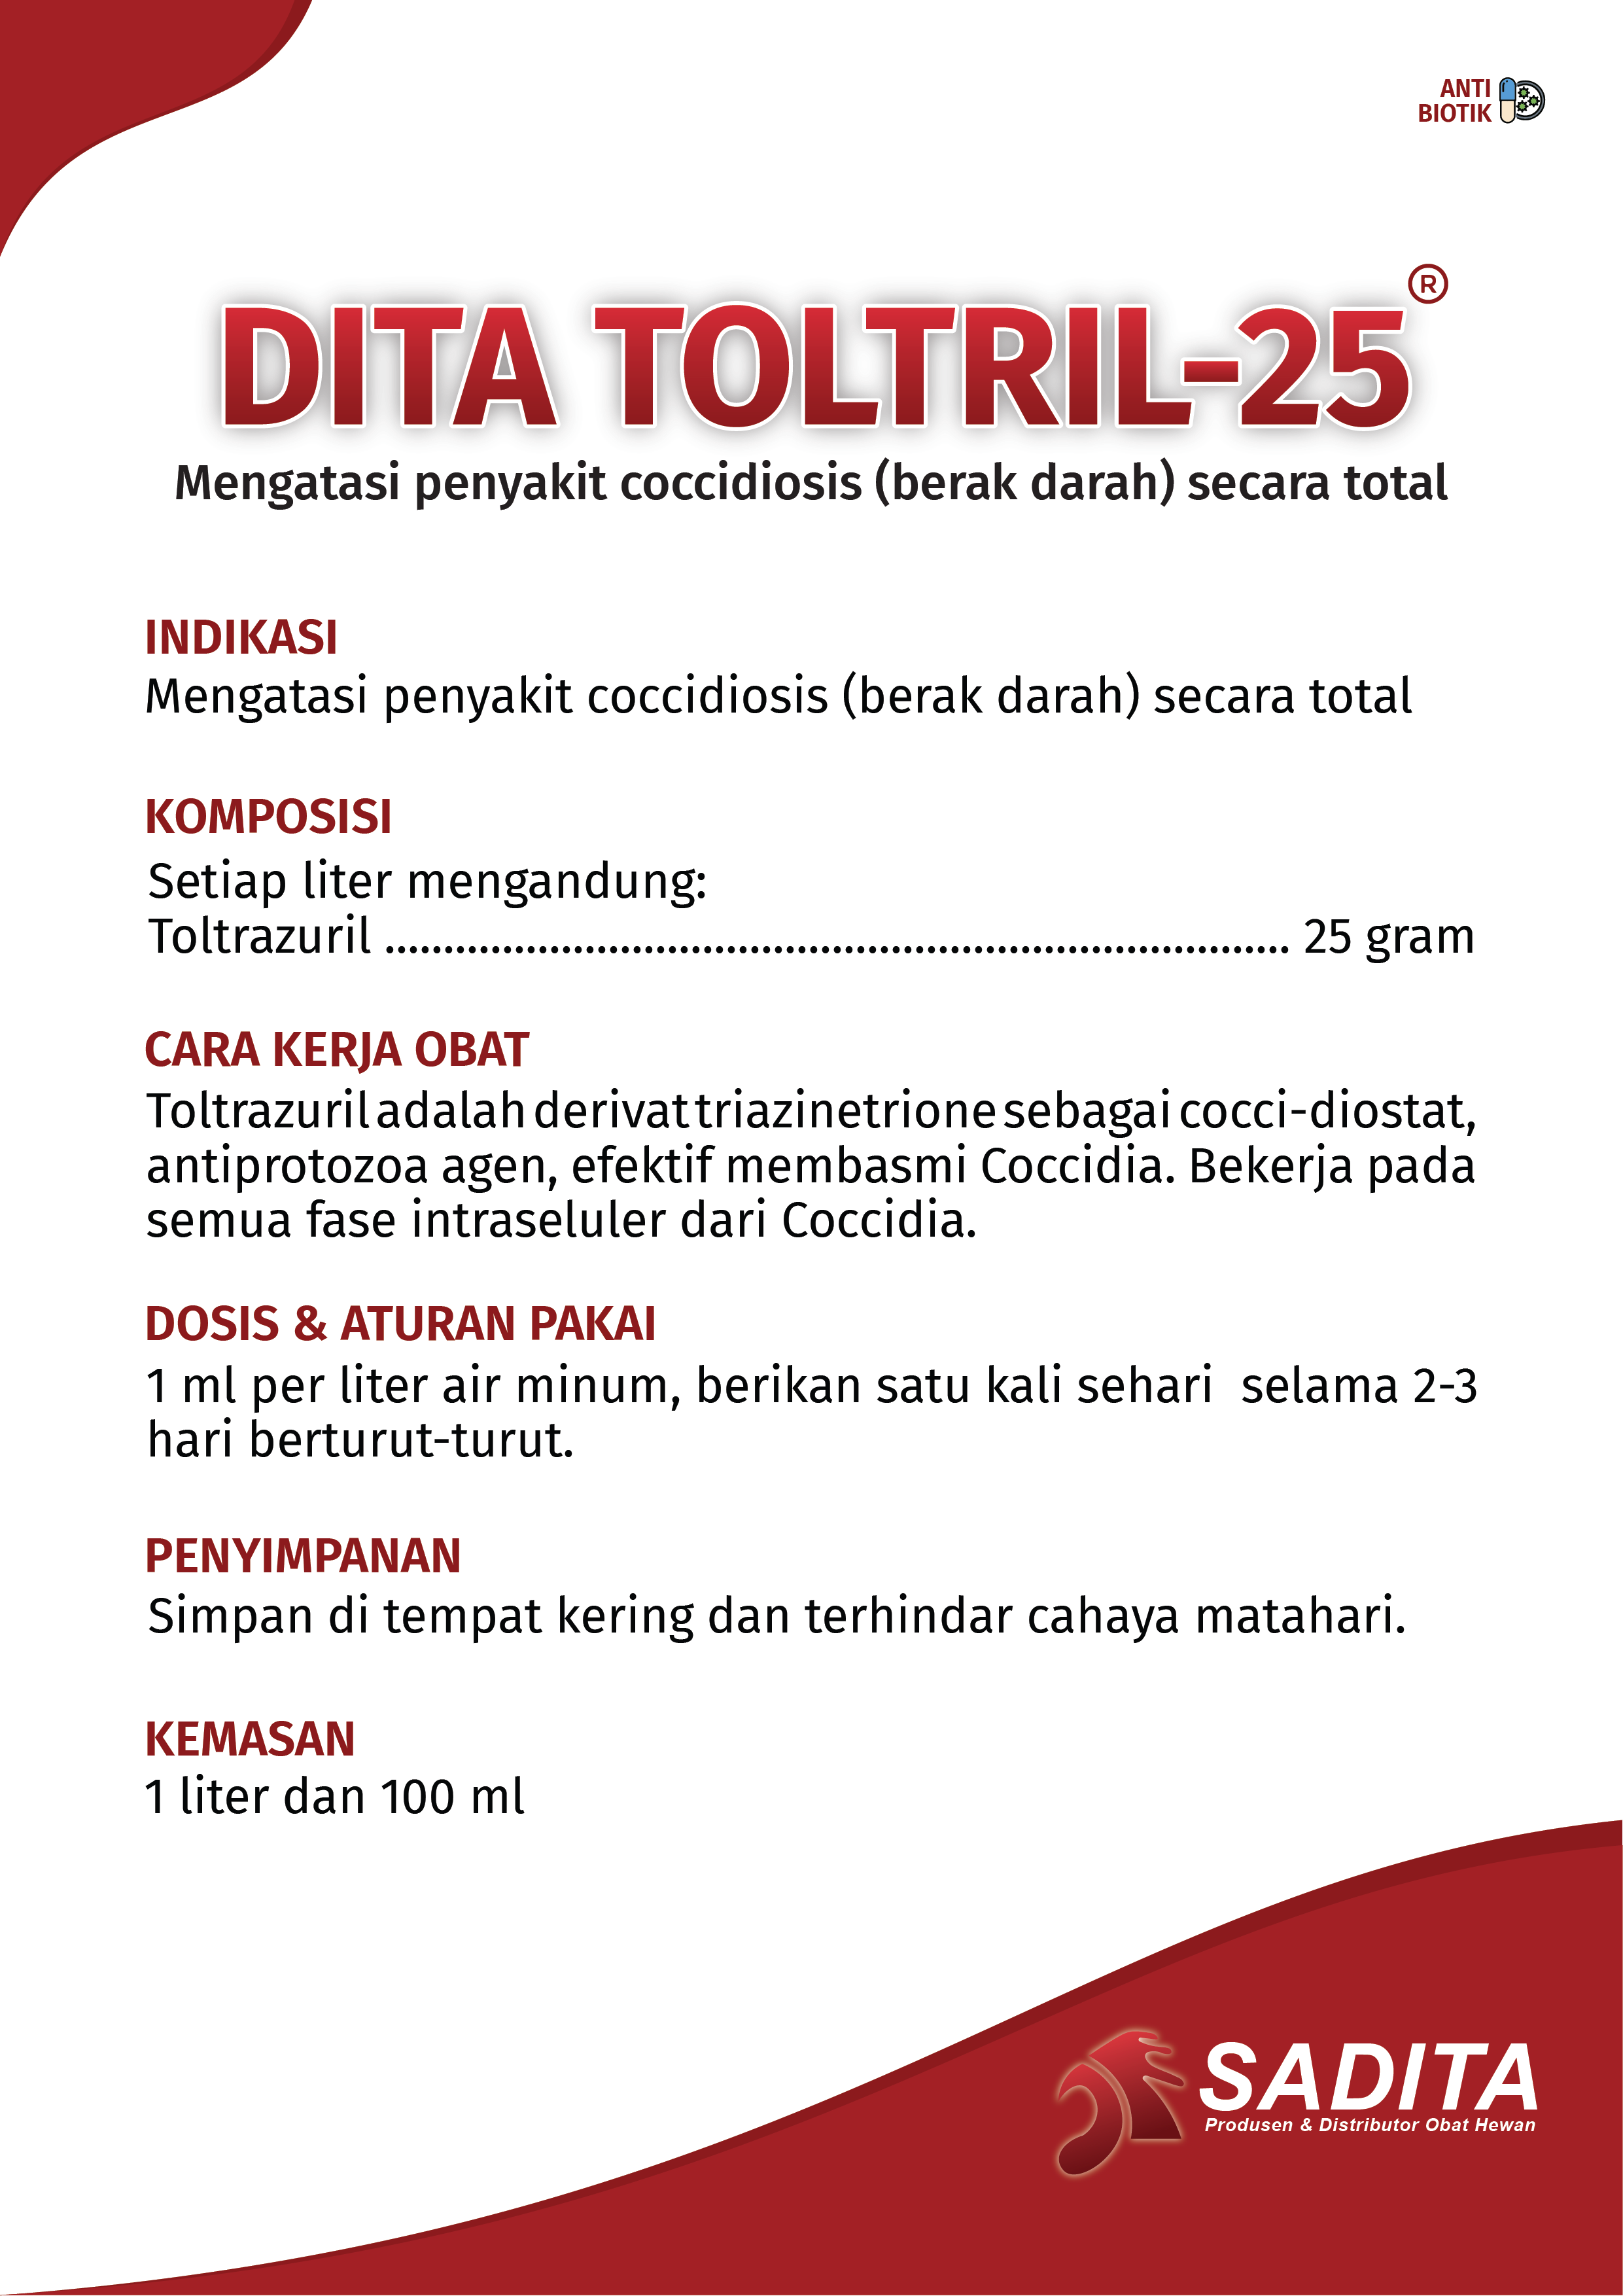 ANTI
BIOTIK
DITA TOLTRIL-25®
Mengatasi penyakit coccidiosis (berak darah) secara total
INDIKASI
Mengatasi penyakit coccidiosis (berak darah) secara total
KOMPOSISI
Setiap liter mengandung:
Toltrazuril ............................................................................. 25 gram
CARA KERJA OBAT
Toltrazuril adalah derivat triazinetrione sebagai cocci-diostat,
antiprotozoa agen, efektif membasmi Coccidia. Bekerja pada
semua fase intraseluler dari Coccidia.
DOSIS & ATURAN PAKAI
1 ml per liter air minum, berikan satu kali sehari  selama 2-3
hari berturut-turut.
PENYIMPANAN
Simpan di tempat kering dan terhindar cahaya matahari.
KEMASAN
1 liter dan 100 ml
SADITA
Produsen & Distributor Obat Hewan